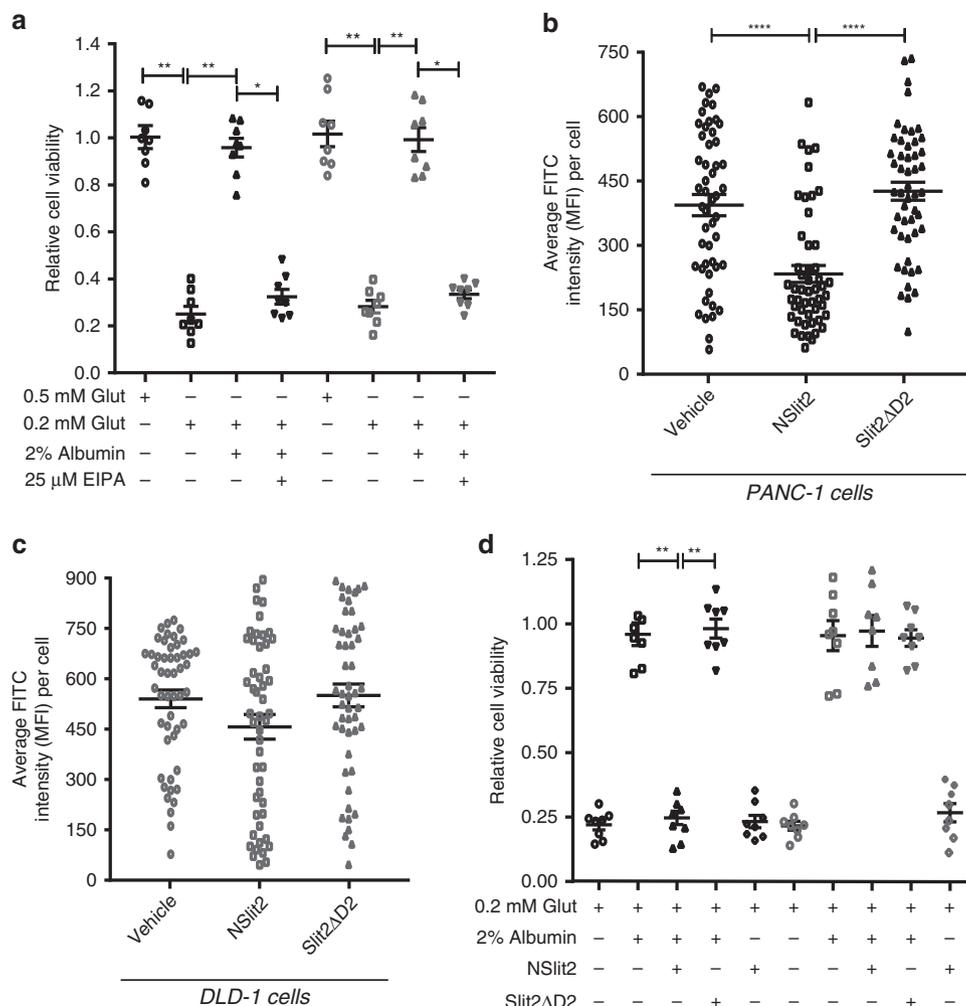 a
** ** * ** ** *
Relative cell viability
1.4
1.2
1.0
0.8
0.6
0.4
0.2
0.0
0.5 mM Glut + – – – + – – –
0.2 mM Glut – + + + – + + +
2% Albumin – – + + – – + +
25 μM EIPA – – – + – – – +
b
**** ****
Average FITC
intensity (MFI) per cell
750
600
450
300
150
0
Vehicle
NSlit2
Slit2ΔD2
PANC-1 cells
c
Average FITC
intensity (MFI) per cell
900
750
600
450
300
150
0
Vehicle
NSlit2
Slit2ΔD2
DLD-1 cells
d
** **
Relative cell viability
1.25
1.00
0.75
0.50
0.25
0.00
0.2 mM Glut + + + + + + + + + +
2% Albumin – + + + – – + + + –
NSlit2 – – + – + – – + – +
Slit2ΔD2 – – – + – – – – + –